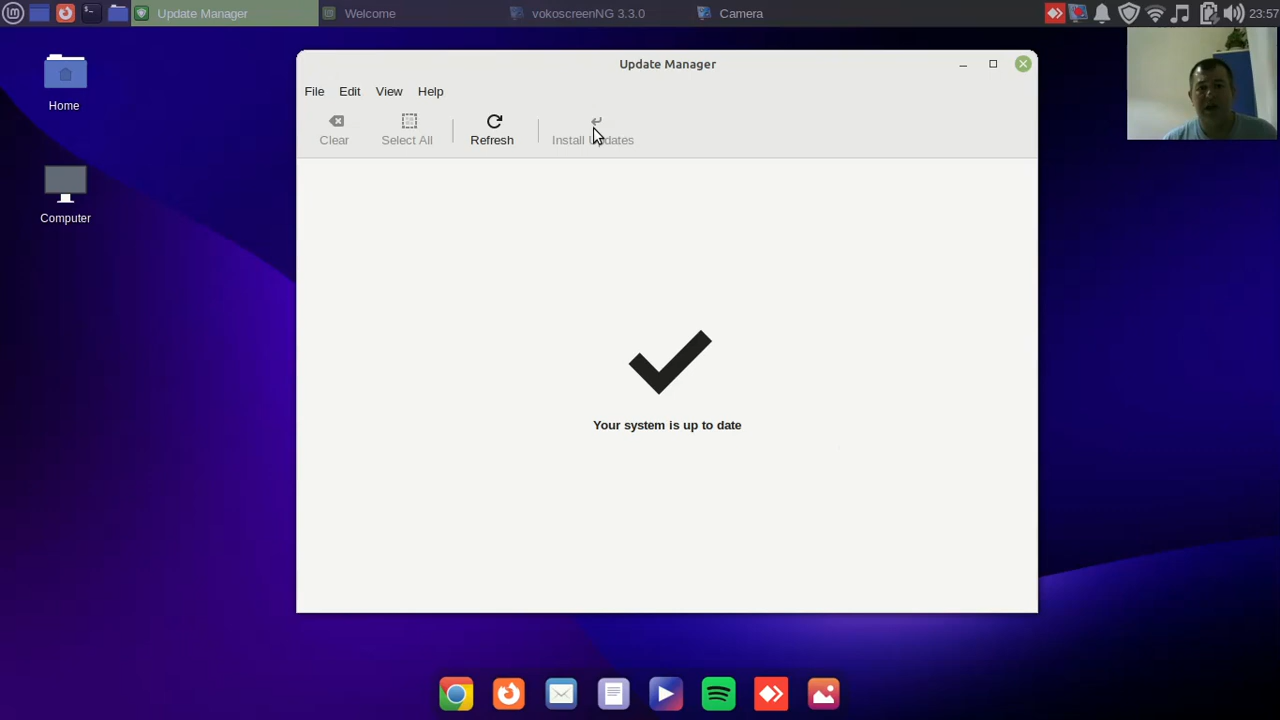 Update Manager
Welcome
vokoscreenNG 3.3.0
Camera
23:57
Home
Computer
Update Manager
File Edit View Help
Clear
Select All
Refresh
Install Updates
Your system is up to date